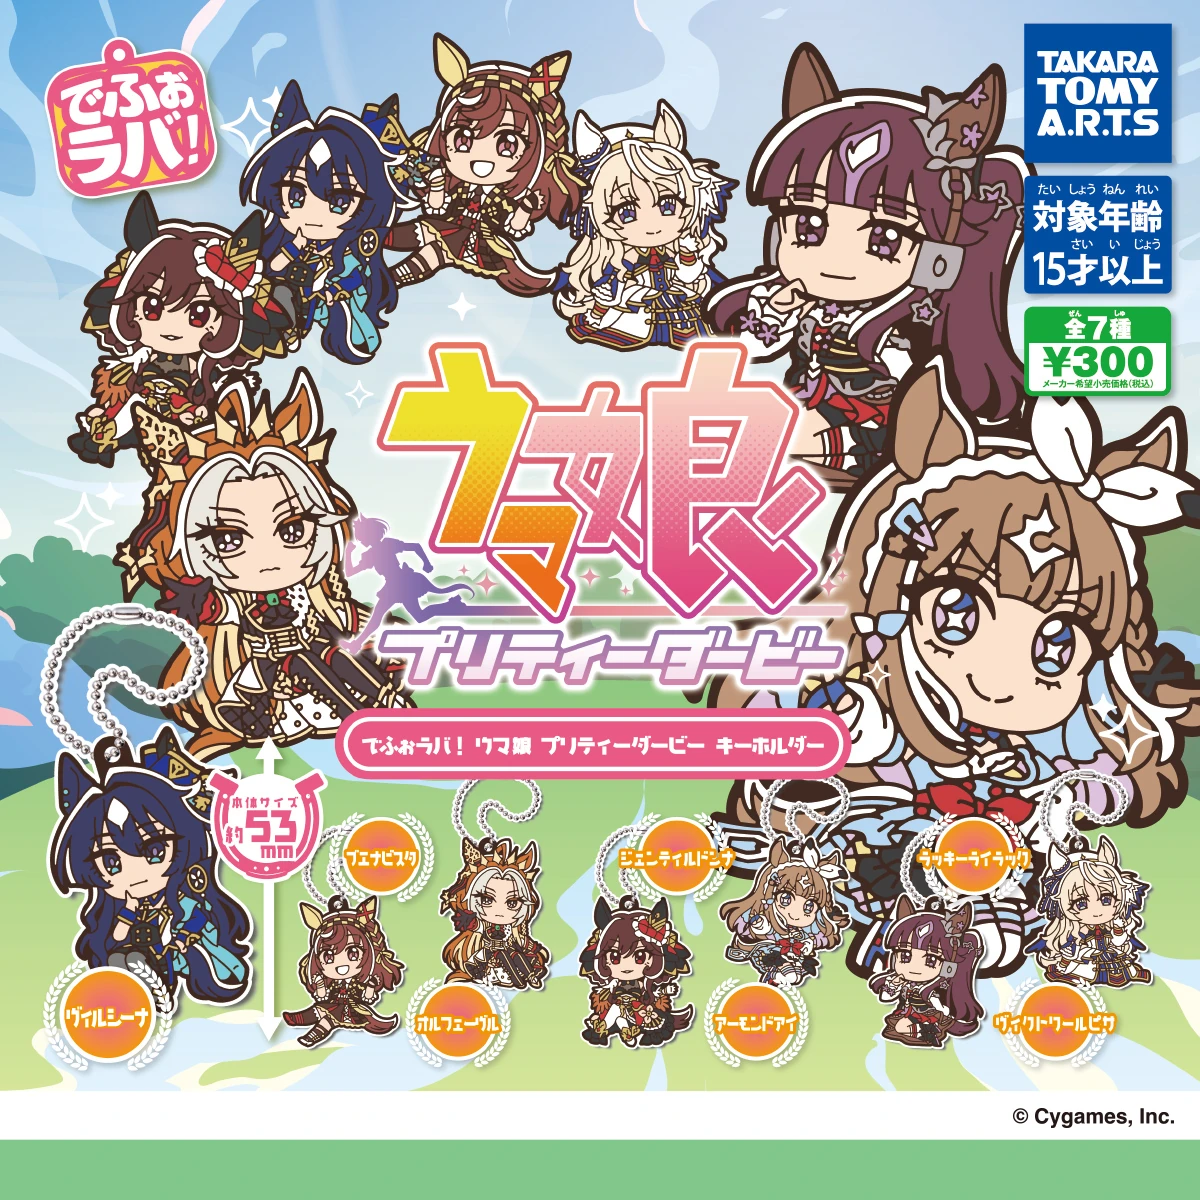 でふぉ
ラバ!
TAKARA
TOMY
A.R.T.S
たい しょう ねん れい
対象年齢
さい い じょう
15才以上
ぜん しゅ
全7種
¥300
メーカー希望小売価格(税込)
ウマ娘
プリティーダービー
でふぉラバ! ウマ娘 プリティーダービー キーホルダー
本体サイズ
約53
mm
ブエナビスタ
ジェンティルドンナ
ラッキーライラック
ヴィルシーナ
オルフェーヴル
アーモンドアイ
ヴィクトワールピサ
© Cygames, Inc.